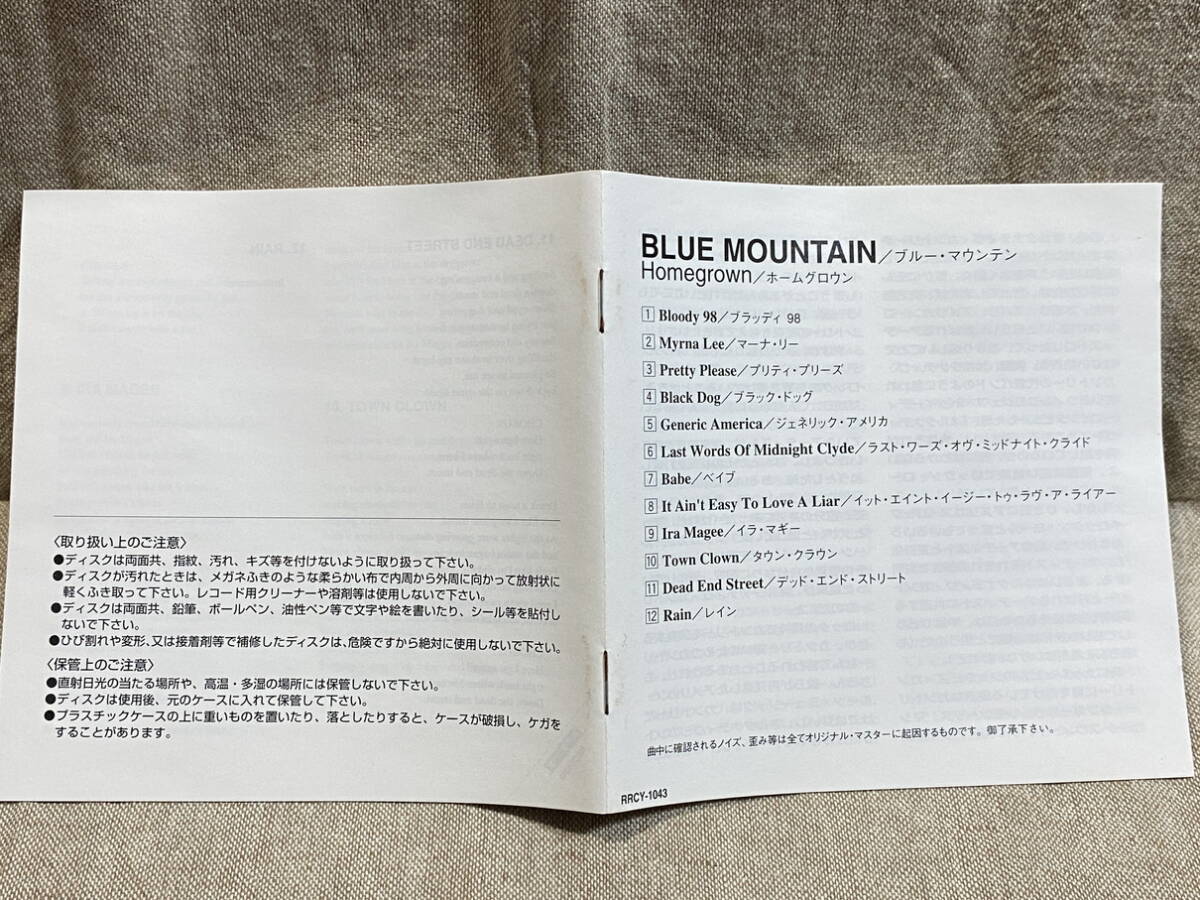 〈取り扱い上のご注意〉
●ディスクは両面共、指紋、汚れ、キズ等を付けないように取り扱って下さい。
●ディスクが汚れたときは、メガネふきのような柔らかい布で内周から外周に向かって放射状に
軽くふき取って下さい。レコード用クリーナーや溶剤等は使用しないで下さい。
●ディスクは両面共、鉛筆、ボールペン、油性ペン等で文字や絵を書いたり、シール等を貼付し
ないで下さい。
●ひび割れや変形、又は接着剤等で補修したディスクは、危険ですから絶対に使用しないで下さい。
〈保管上のご注意〉
●直射日光の当たる場所や、高温・多湿の場所には保管しないで下さい。
●ディスクは使用後、元のケースに入れて保管して下さい。
●プラスチックケースの上に重いものを置いたり、落としたりすると、ケースが破損し、ケガを
することがあります。
BLUE MOUNTAIN/ブルー・マウンテン
Homegrown/ホームグロウン
1 Bloody 98/ブラッディ 98
2 Myrna Lee/マーナ・リー
3 Pretty Please/プリティ・プリーズ
4 Black Dog/ブラック・ドッグ
5 Generic America/ジェネリック・アメリカ
6 Last Words Of Midnight Clyde/ラスト・ワーズ・オヴ・ミッドナイト・クライド
7 Babe/ベイブ
8 It Ain't Easy To Love A Liar/イット・エイント・イージー・トゥ・ラヴ・ア・ライアー
9 Ira Magee/イラ・マギー
10 Town Clown/タウン・クラウン
11 Dead End Street/デッド・エンド・ストリート
12 Rain/レイン
曲中に確認されるノイズ、歪み等は全てオリジナル・マスターに起因するものです。御了承下さい。
RRCY-1043